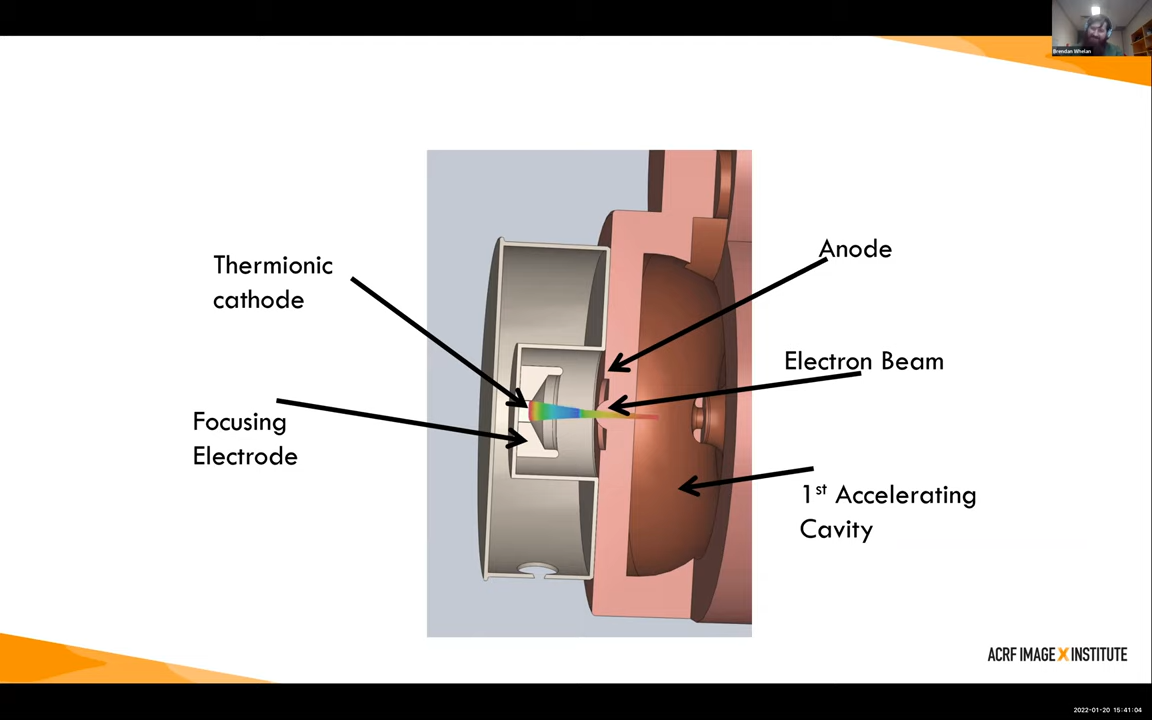 Brendan Whelan
Thermionic
cathode
Anode
Electron Beam
Focusing
Electrode
1st Accelerating
Cavity
ACRF IMAGE X INSTITUTE
2022-01-20 15:41:04